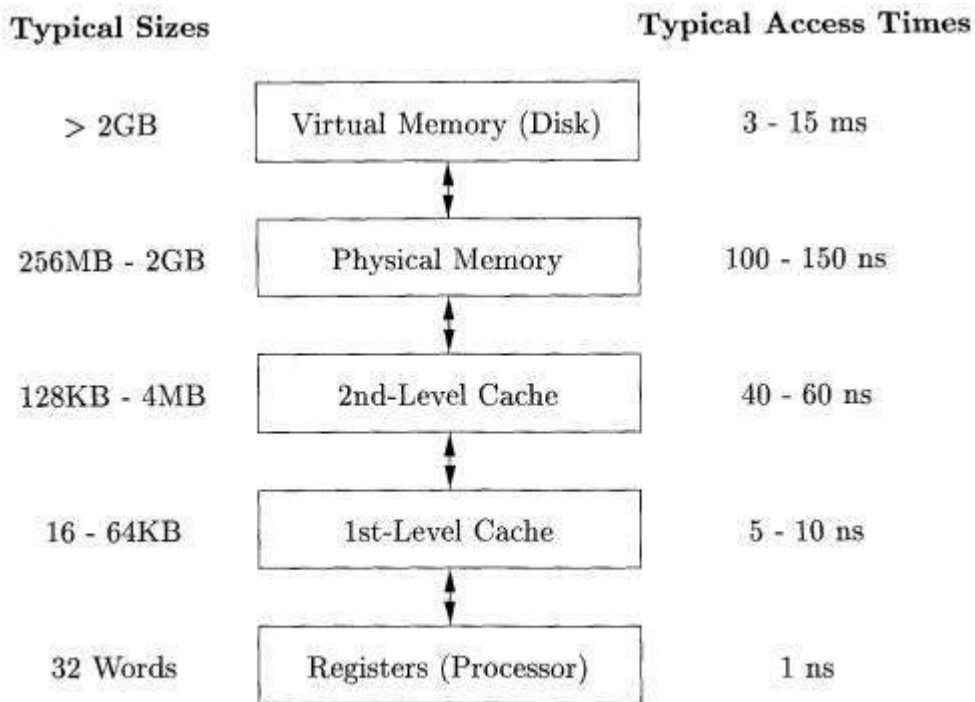 Typical Sizes Typical Access Times
> 2GB Virtual Memory (Disk) 3 - 15 ms
256MB - 2GB Physical Memory 100 - 150 ns
128KB - 4MB 2nd-Level Cache 40 - 60 ns
16 - 64KB 1st-Level Cache 5 - 10 ns
32 Words Registers (Processor) 1 ns